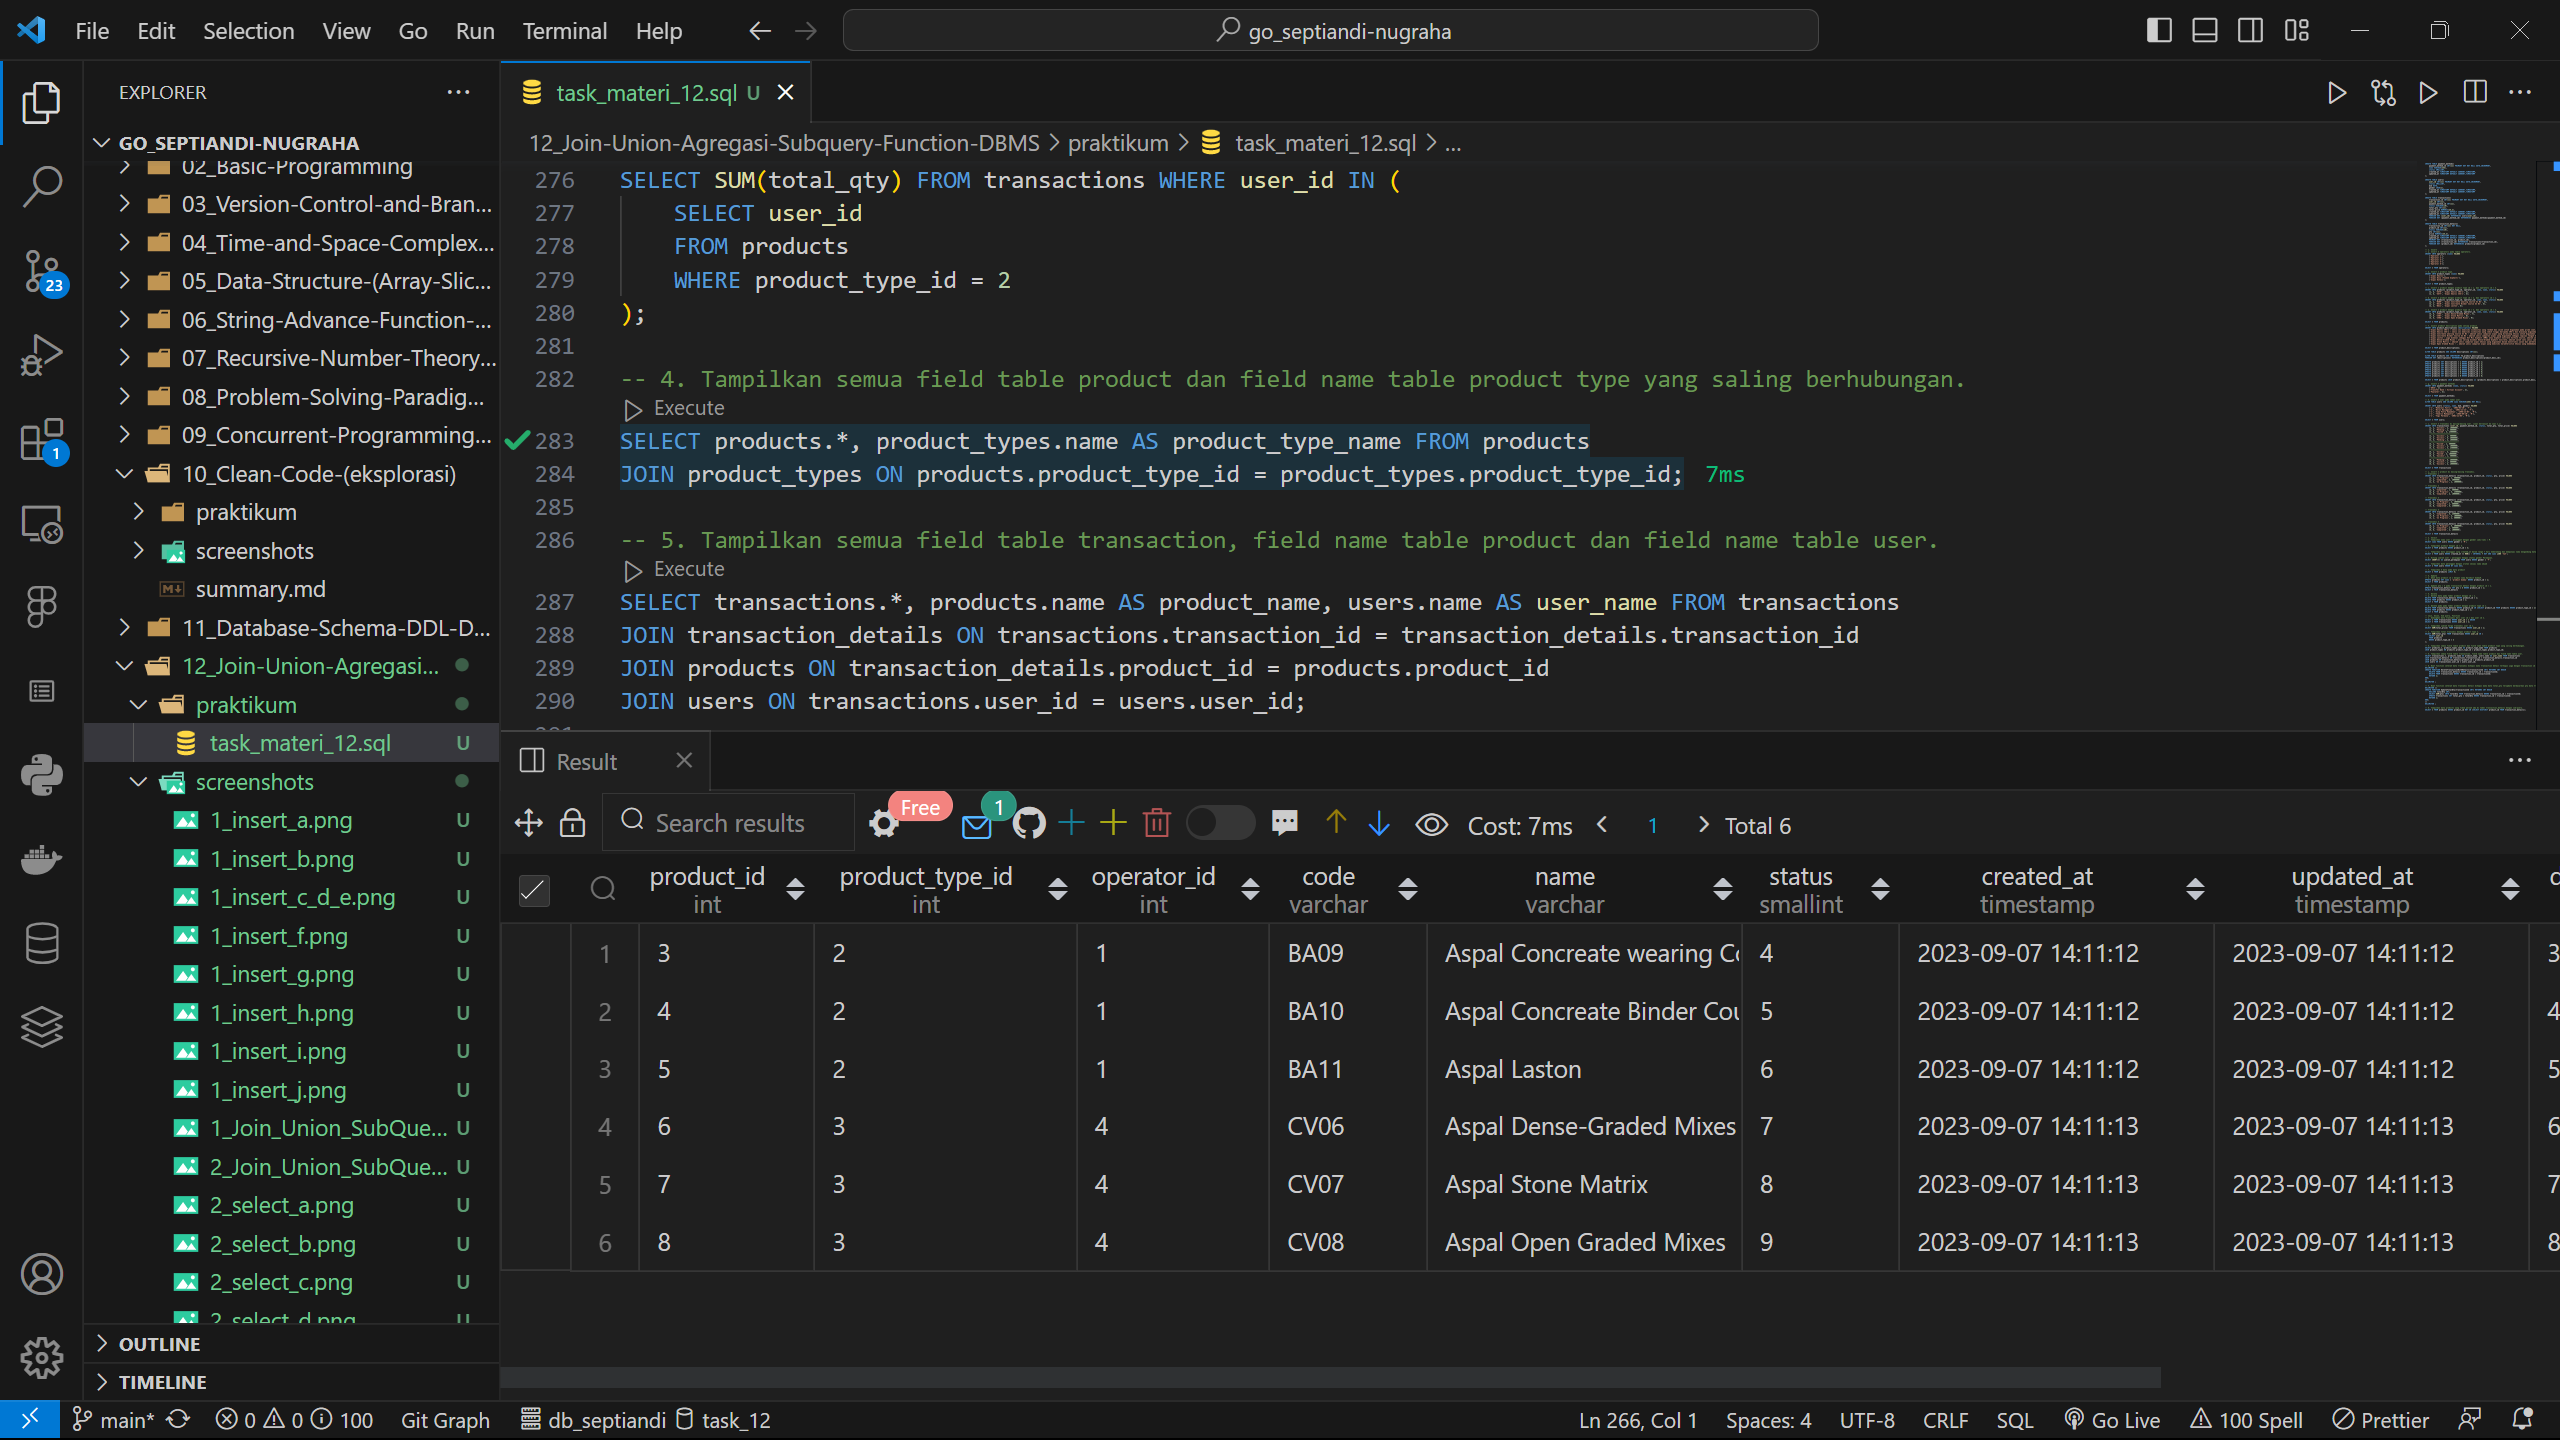 File Edit Selection View Go Run Terminal Help
go_septiandi-nugraha
EXPLORER
GO_SEPTIANDI-NUGRAHA
02_Basic-Programming
03_Version-Control-and-Bran...
04_Time-and-Space-Complex...
05_Data-Structure-(Array-Slic...
06_String-Advance-Function-...
07_Recursive-Number-Theory...
08_Problem-Solving-Paradig...
09_Concurrent-Programming...
10_Clean-Code-(eksplorasi)
praktikum
screenshots
summary.md
11_Database-Schema-DDL-D...
12_Join-Union-Agregasi...
praktikum
task_materi_12.sql U
screenshots
1_insert_a.png U
1_insert_b.png U
1_insert_c_d_e.png U
1_insert_f.png U
1_insert_g.png U
1_insert_h.png U
1_insert_i.png U
1_insert_j.png U
1_Join_Union_SubQue... U
2_Join_Union_SubQue... U
2_select_a.png U
2_select_b.png U
2_select_c.png U
2_select_d.png U
OUTLINE
TIMELINE
23
1
task_materi_12.sql U
12_Join-Union-Agregasi-Subquery-Function-DBMS > praktikum > task_materi_12.sql > ...
276 SELECT SUM(total_qty) FROM transactions WHERE user_id IN (
277 SELECT user_id
278 FROM products
279 WHERE product_type_id = 2
280 );
281
282 -- 4. Tampilkan semua field table product dan field name table product type yang saling berhubungan.
Execute
283 SELECT products.*, product_types.name AS product_type_name FROM products
284 JOIN product_types ON products.product_type_id = product_types.product_type_id; 7ms
285
286 -- 5. Tampilkan semua field table transaction, field name table product dan field name table user.
Execute
287 SELECT transactions.*, products.name AS product_name, users.name AS user_name FROM transactions
288 JOIN transaction_details ON transactions.transaction_id = transaction_details.transaction_id
289 JOIN products ON transaction_details.product_id = products.product_id
290 JOIN users ON transactions.user_id = users.user_id;
Result
Search results Free 1 Cost: 7ms 1 Total 6
product_id product_type_id operator_id code name status created_at updated_at
int int int varchar varchar smallint timestamp timestamp
1 3 2 1 BA09 Aspal Concreate wearing Co 4 2023-09-07 14:11:12 2023-09-07 14:11:12 3
2 4 2 1 BA10 Aspal Concreate Binder Cou 5 2023-09-07 14:11:12 2023-09-07 14:11:12 4
3 5 2 1 BA11 Aspal Laston 6 2023-09-07 14:11:12 2023-09-07 14:11:12 5
4 6 3 4 CV06 Aspal Dense-Graded Mixes 7 2023-09-07 14:11:13 2023-09-07 14:11:13 6
5 7 3 4 CV07 Aspal Stone Matrix 8 2023-09-07 14:11:13 2023-09-07 14:11:13 7
6 8 3 4 CV08 Aspal Open Graded Mixes 9 2023-09-07 14:11:13 2023-09-07 14:11:13 8
main* 0 0 100 Git Graph db_septiandi task_12 Ln 266, Col 1 Spaces: 4 UTF-8 CRLF SQL Go Live 100 Spell Prettier